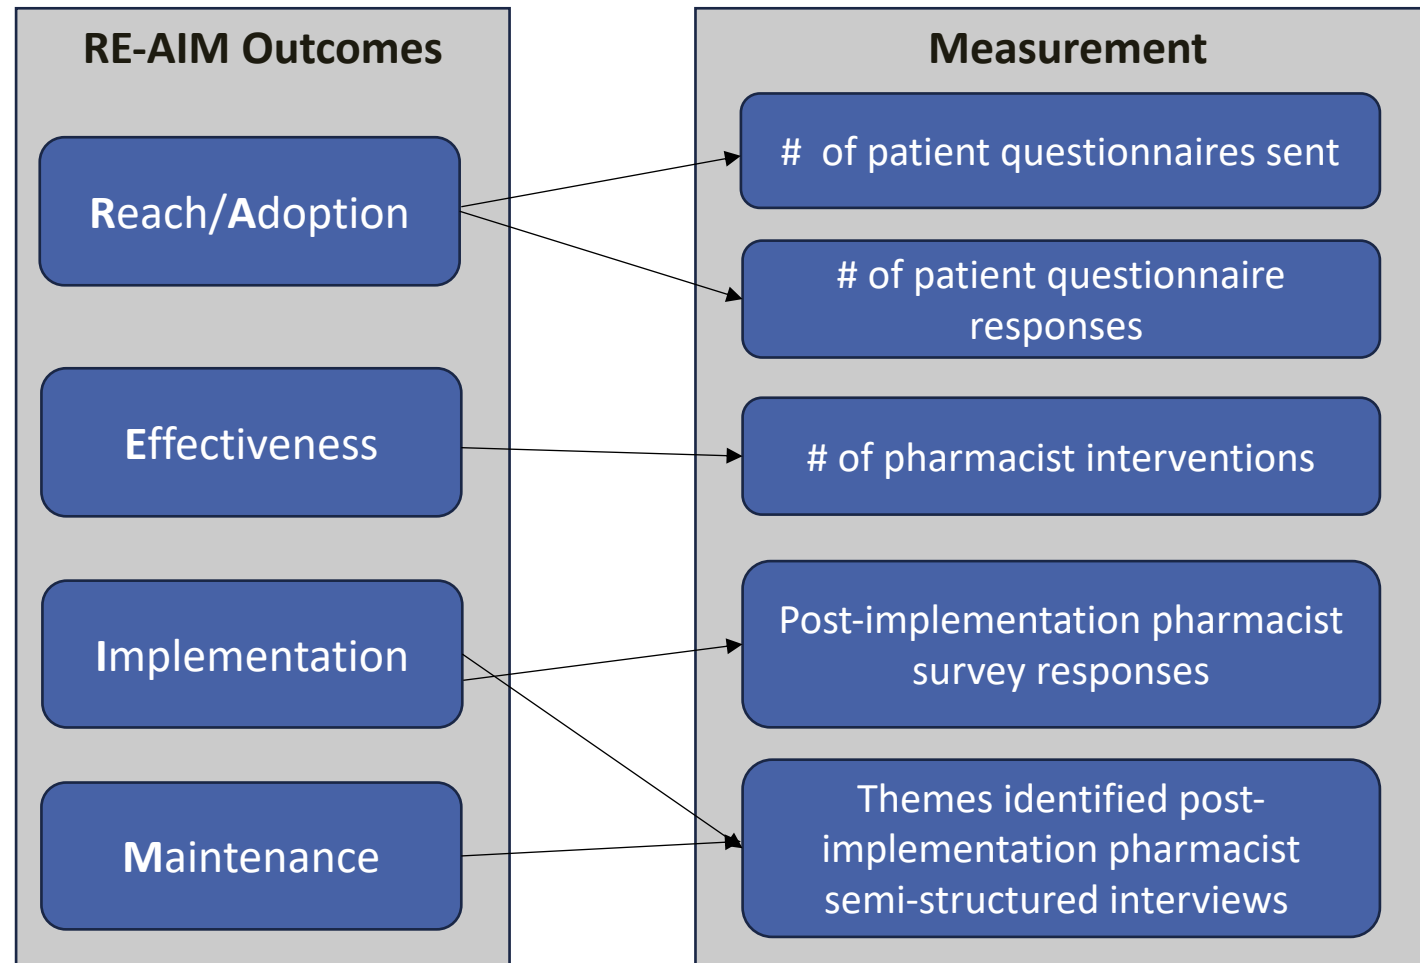 RE-AIM Outcomes
Reach/Adoption
Effectiveness
Implementation
Maintenance
Measurement
# of patient questionnaires sent
# of patient questionnaire
responses
# of pharmacist interventions
Post-implementation pharmacist
survey responses
Themes identified post-
implementation pharmacist
semi-structured interviews